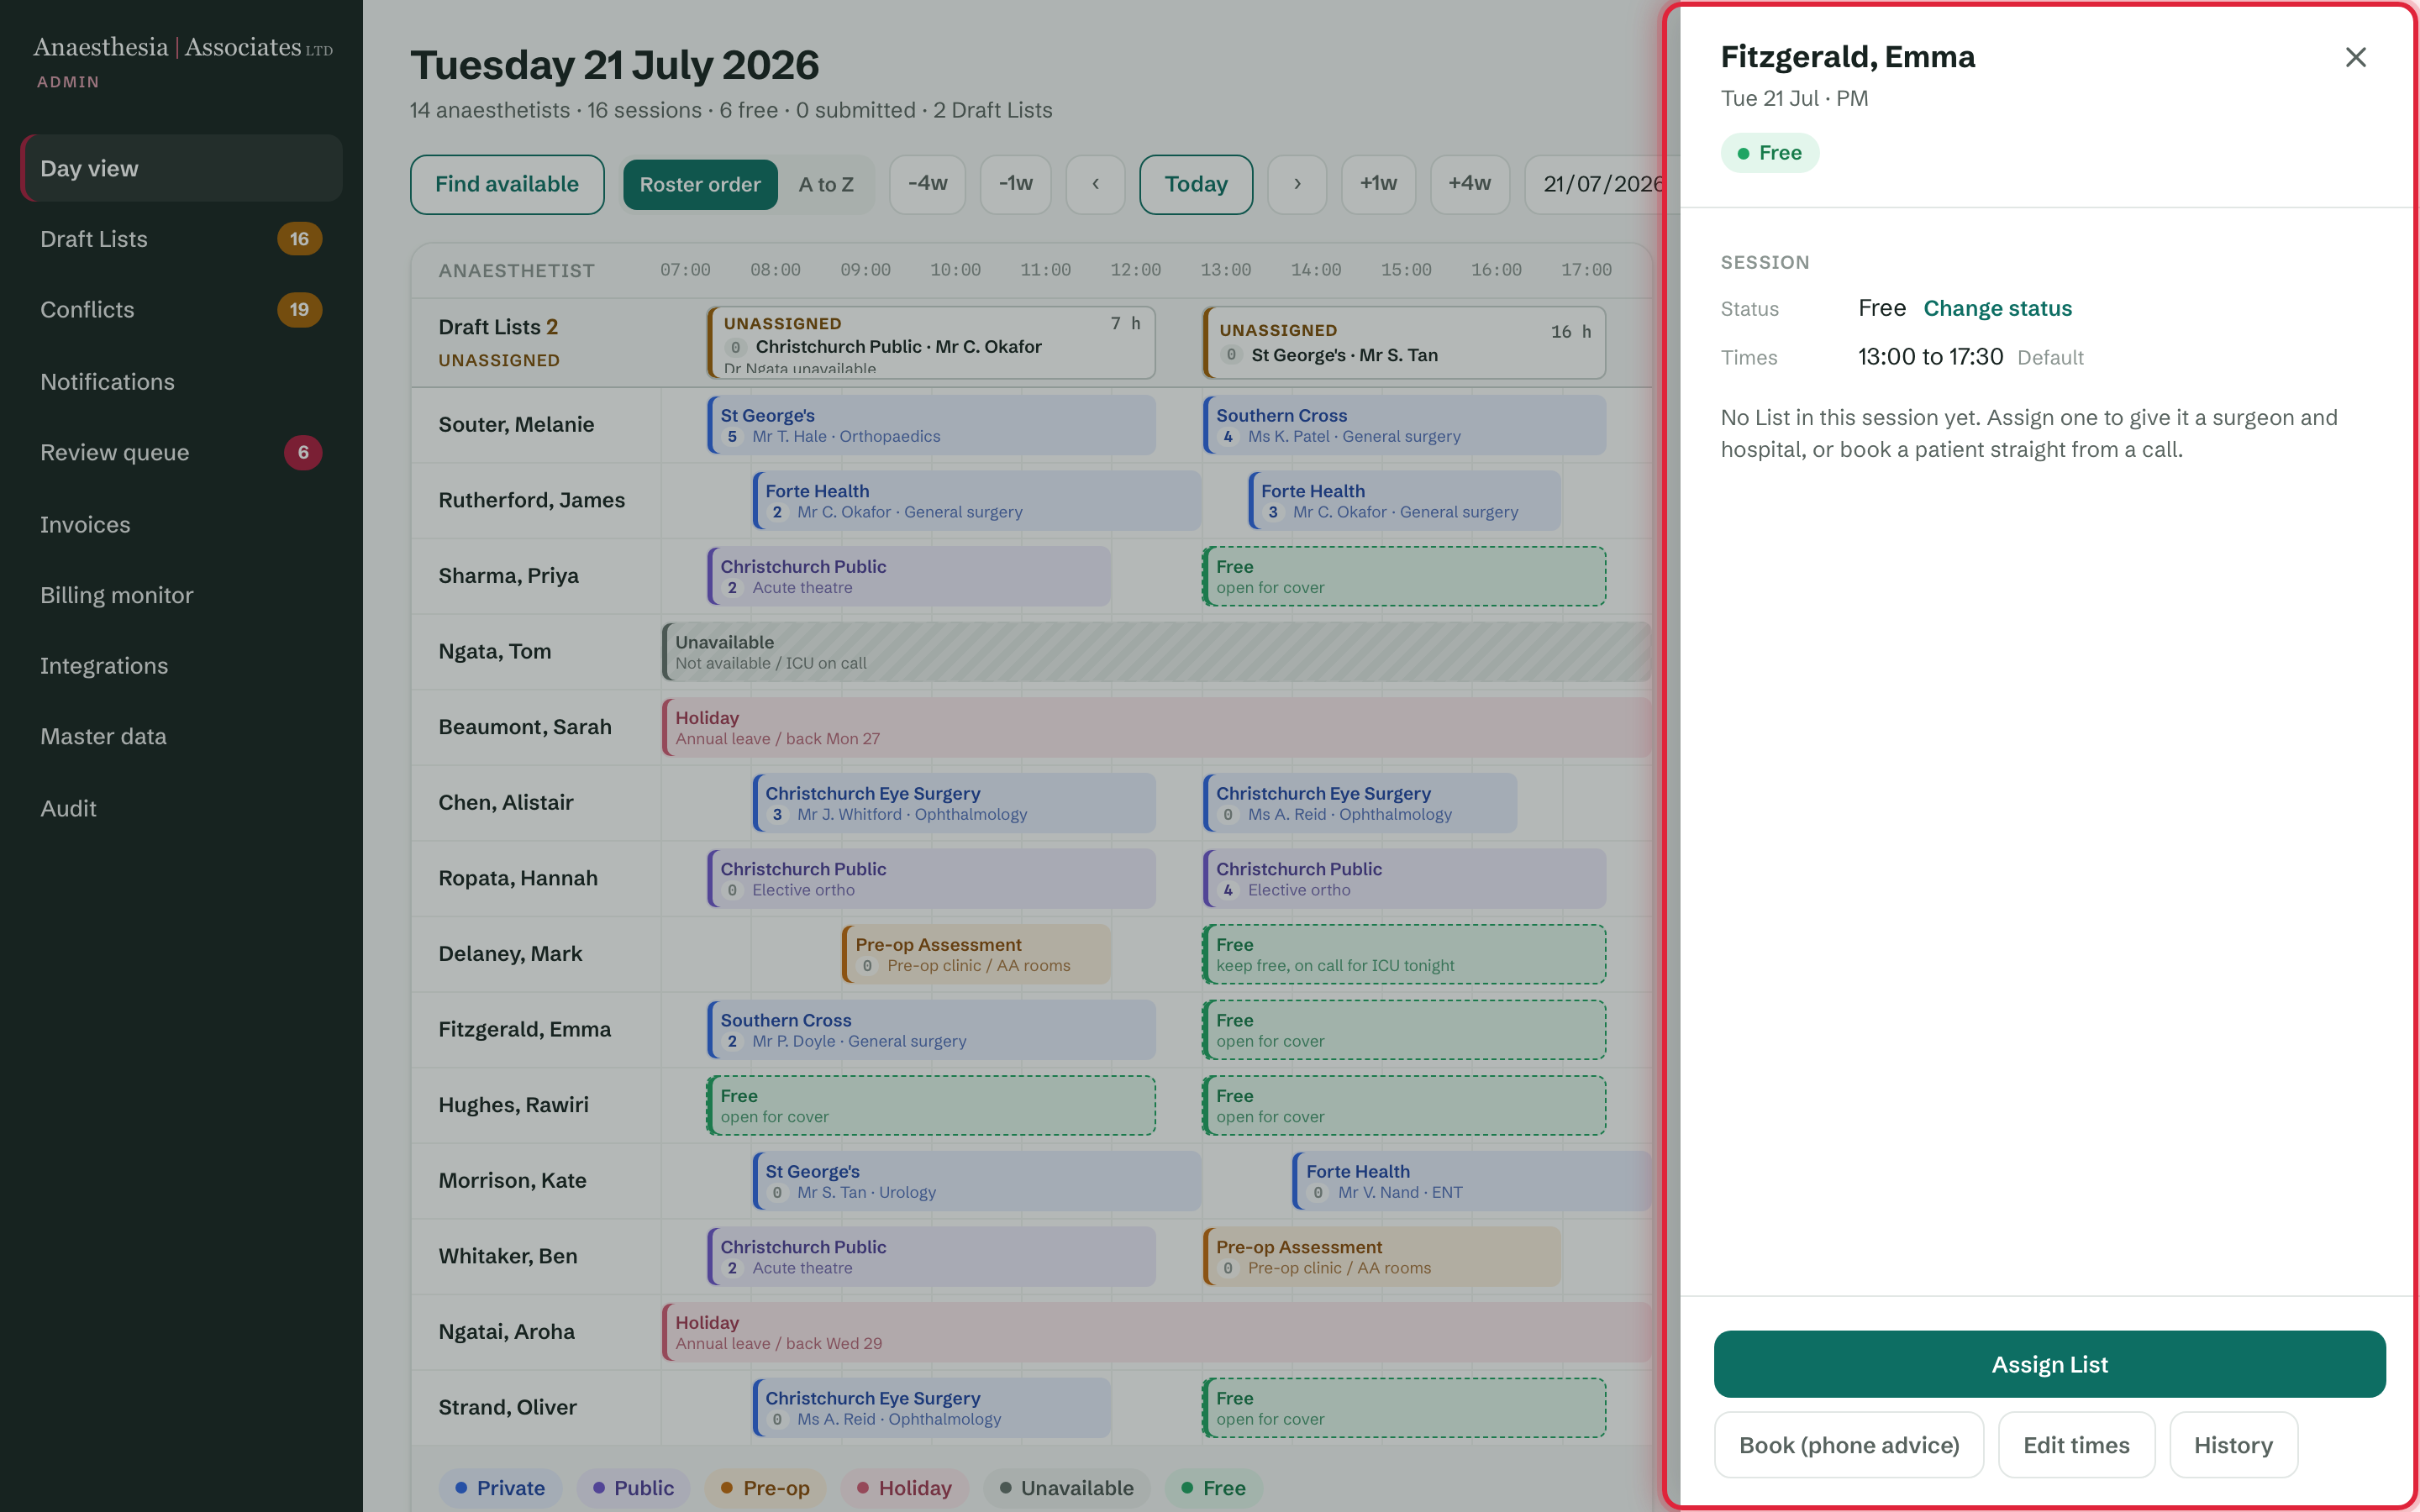 Anaesthesia | Associates LTD
ADMIN
Day view
Draft Lists 16
Conflicts 19
Notifications
Review queue 6
Invoices
Billing monitor
Integrations
Master data
Audit
Tuesday 21 July 2026
14 anaesthetists · 16 sessions · 6 free · 0 submitted · 2 Draft Lists
Find available Roster order A to Z -4w -1w ‹ Today › +1w +4w 21/07/2026
ANAESTHETIST 07:00 08:00 09:00 10:00 11:00 12:00 13:00 14:00 15:00 16:00 17:00
Draft Lists 2
UNASSIGNED
UNASSIGNED 7 h
0 Christchurch Public · Mr C. Okafor
Dr Ngata unavailable
UNASSIGNED 16 h
0 St George's · Mr S. Tan
Souter, Melanie
St George's
5 Mr T. Hale · Orthopaedics
Southern Cross
4 Ms K. Patel · General surgery
Rutherford, James
Forte Health
2 Mr C. Okafor · General surgery
Forte Health
3 Mr C. Okafor · General surgery
Sharma, Priya
Christchurch Public
2 Acute theatre
Free
open for cover
Ngata, Tom
Unavailable
Not available / ICU on call
Beaumont, Sarah
Holiday
Annual leave / back Mon 27
Chen, Alistair
Christchurch Eye Surgery
3 Mr J. Whitford · Ophthalmology
Christchurch Eye Surgery
0 Ms A. Reid · Ophthalmology
Ropata, Hannah
Christchurch Public
0 Elective ortho
Christchurch Public
4 Elective ortho
Delaney, Mark
Pre-op Assessment
0 Pre-op clinic / AA rooms
Free
keep free, on call for ICU tonight
Fitzgerald, Emma
Southern Cross
2 Mr P. Doyle · General surgery
Free
open for cover
Hughes, Rawiri
Free
open for cover
Free
open for cover
Morrison, Kate
St George's
0 Mr S. Tan · Urology
Forte Health
0 Mr V. Nand · ENT
Whitaker, Ben
Christchurch Public
2 Acute theatre
Pre-op Assessment
0 Pre-op clinic / AA rooms
Ngatai, Aroha
Holiday
Annual leave / back Wed 29
Strand, Oliver
Christchurch Eye Surgery
0 Ms A. Reid · Ophthalmology
Free
open for cover
Private Public Pre-op Holiday Unavailable Free
Fitzgerald, Emma
Tue 21 Jul · PM
Free
SESSION
Status Free Change status
Times 13:00 to 17:30 Default
No List in this session yet. Assign one to give it a surgeon and
hospital, or book a patient straight from a call.
Assign List
Book (phone advice) Edit times History